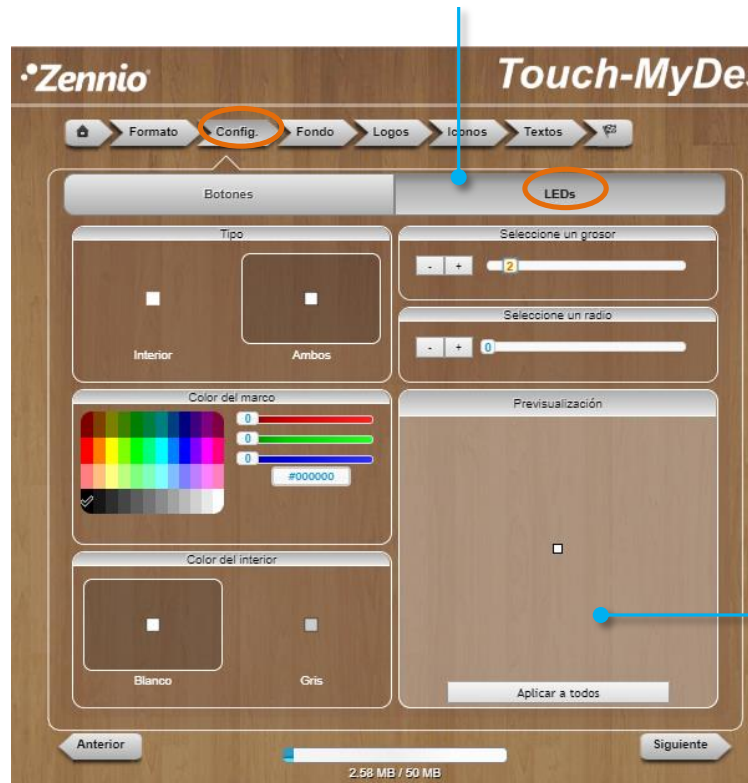 Zennio
Touch-MyDes
Formato
Config.
Fondo
Logos
Iconos
Textos
Botones
LEDs
Tipo
Interior
Ambos
Seleccione un grosor
- + 2
Seleccione un radio
- + 0
Color del marco
0
0
0
#000000
Previsualización
Aplicar a todos
Color del interior
Blanco
Gris
Anterior
2.58 MB / 50 MB
Siguiente